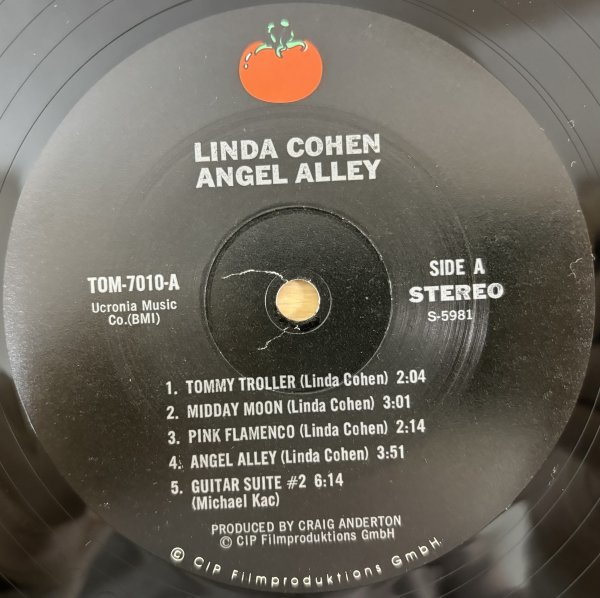 LINDA COHEN
ANGEL ALLEY
TOM-7010-A
Ucronia Music
Co.(BMI)
SIDE A
STEREO
S-5981
1. TOMMY TROLLER (Linda Cohen) 2:04
2. MIDDAY MOON (Linda Cohen) 3:01
3. PINK FLAMENCO (Linda Cohen) 2:14
4. ANGEL ALLEY (Linda Cohen) 3:51
5. GUITAR SUITE #2 6:14
(Michael Kac)
PRODUCED BY CRAIG ANDERTON
© CIP Filmproduktions GmbH
© CIP Filmproduktions GmbH